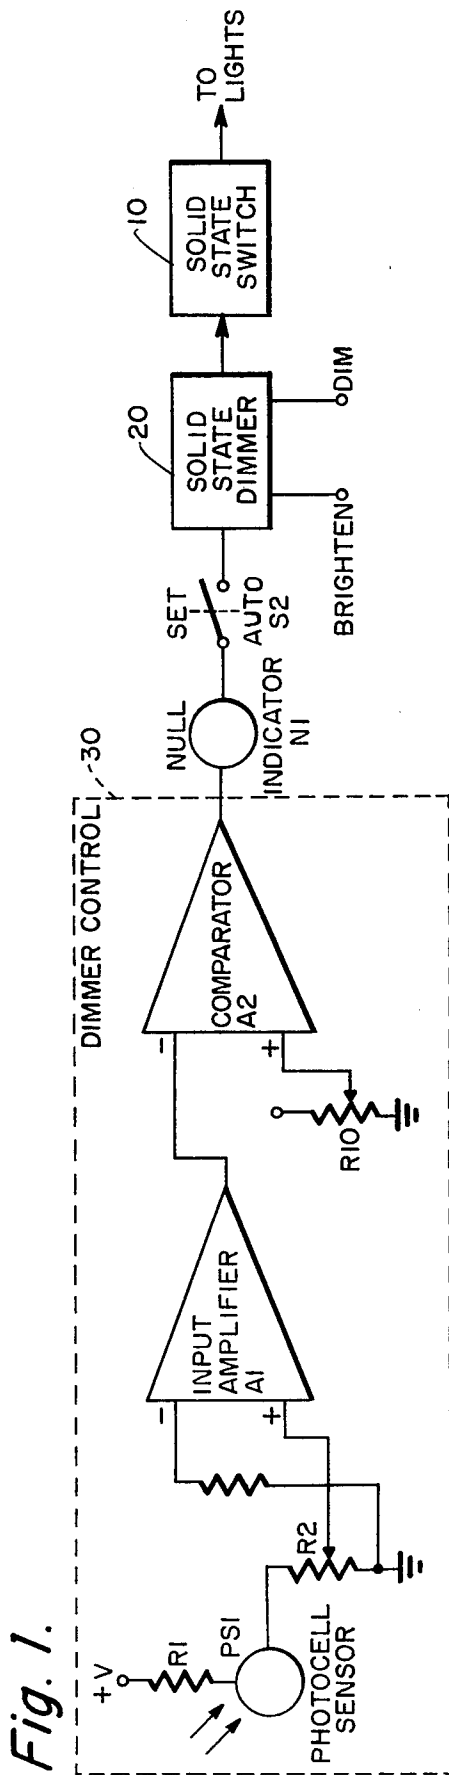 Fig. 1.
DIMMER CONTROL
30
+V
R1
PS1
PHOTOCELL
SENSOR
R2
-
+
INPUT
AMPLIFIER
A1
-
+
COMPARATOR
A2
R10
NULL
INDICATOR
N1
SET
AUTO
S2
20
SOLID
STATE
DIMMER
BRIGHTEN
DIM
10
SOLID
STATE
SWITCH
TO
LIGHTS